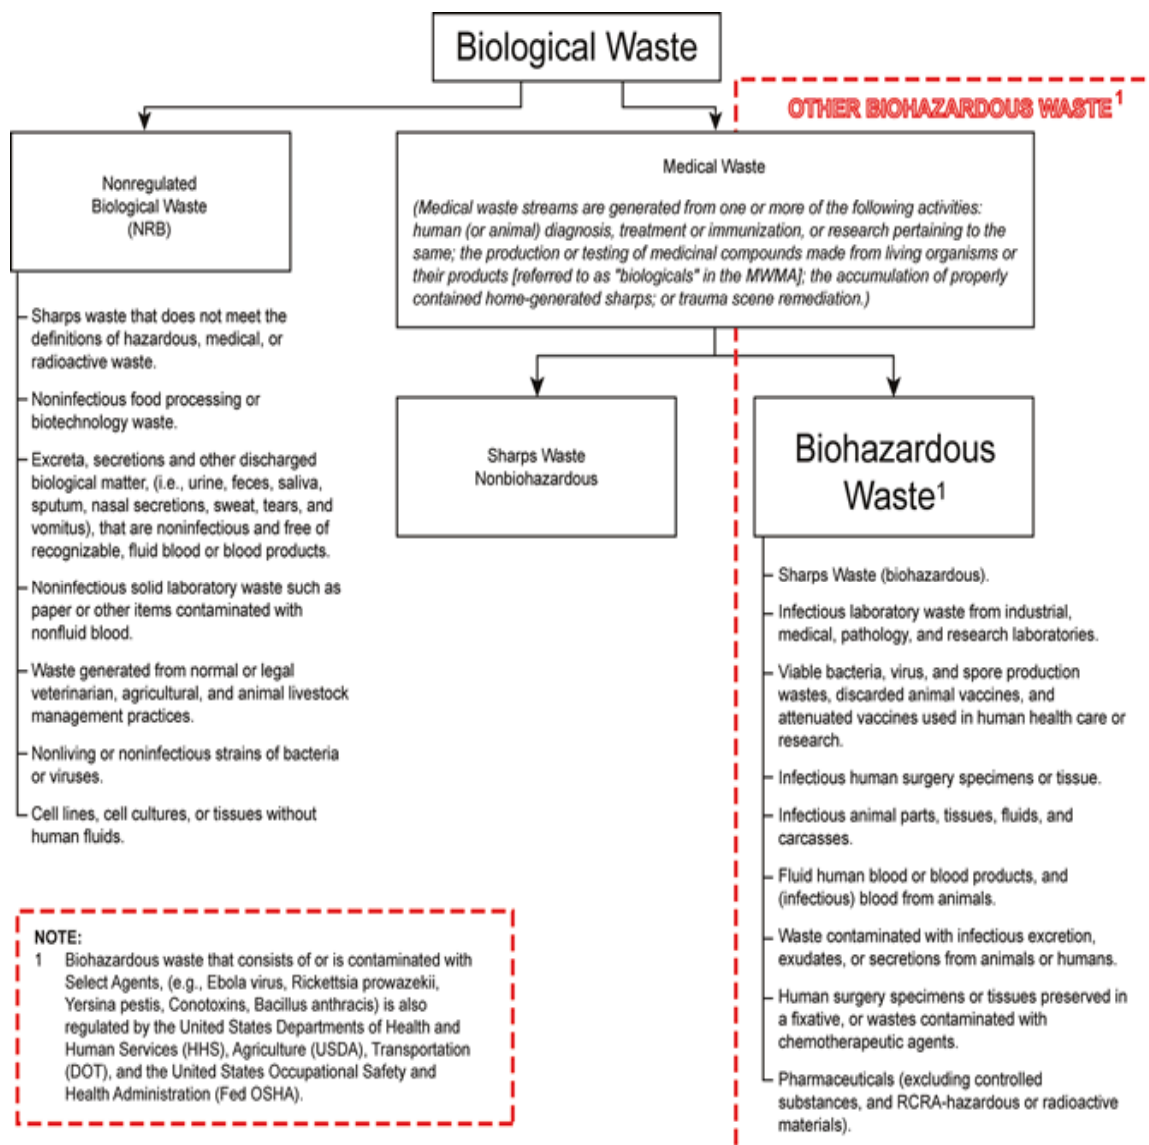 Biological Waste
OTHER BIOHAZARDOUS WASTE 1
Nonregulated
Biological Waste
(NRB)
Sharps waste that does not meet the
definitions of hazardous, medical, or
radioactive waste.
Noninfectious food processing or
biotechnology waste.
Excreta, secretions and other discharged
biological matter, (i.e., urine, feces, saliva,
sputum, nasal secretions, sweat, tears, and
vomitus), that are noninfectious and free of
recognizable, fluid blood or blood products.
Noninfectious solid laboratory waste such as
paper or other items contaminated with
nonfluid blood.
Waste generated from normal or legal
veterinarian, agricultural, and animal livestock
management practices.
Nonliving or noninfectious strains of bacteria
or viruses.
Cell lines, cell cultures, or tissues without
human fluids.
Medical Waste
(Medical waste streams are generated from one or more of the following activities:
human (or animal) diagnosis, treatment or immunization, or research pertaining to the
same; the production or testing of medicinal compounds made from living organisms or
their products [referred to as "biologicals" in the MWMA]; the accumulation of properly
contained home-generated sharps; or trauma scene remediation.)
Sharps Waste
Nonbiohazardous
Biohazardous
Waste1
Sharps Waste (biohazardous).
Infectious laboratory waste from industrial,
medical, pathology, and research laboratories.
Viable bacteria, virus, and spore production
wastes, discarded animal vaccines, and
attenuated vaccines used in human health care or
research.
Infectious human surgery specimens or tissue.
Infectious animal parts, tissues, fluids, and
carcasses.
Fluid human blood or blood products, and
(infectious) blood from animals.
Waste contaminated with infectious excretion,
exudates, or secretions from animals or humans.
Human surgery specimens or tissues preserved in
a fixative, or wastes contaminated with
chemotherapeutic agents.
Pharmaceuticals (excluding controlled
substances, and RCRA-hazardous or radioactive
materials).
NOTE:
1 Biohazardous waste that consists of or is contaminated with
Select Agents, (e.g., Ebola virus, Rickettsia prowazekii,
Yersina pestis, Conotoxins, Bacillus anthracis) is also
regulated by the United States Departments of Health and
Human Services (HHS), Agriculture (USDA), Transportation
(DOT), and the United States Occupational Safety and
Health Administration (Fed OSHA).